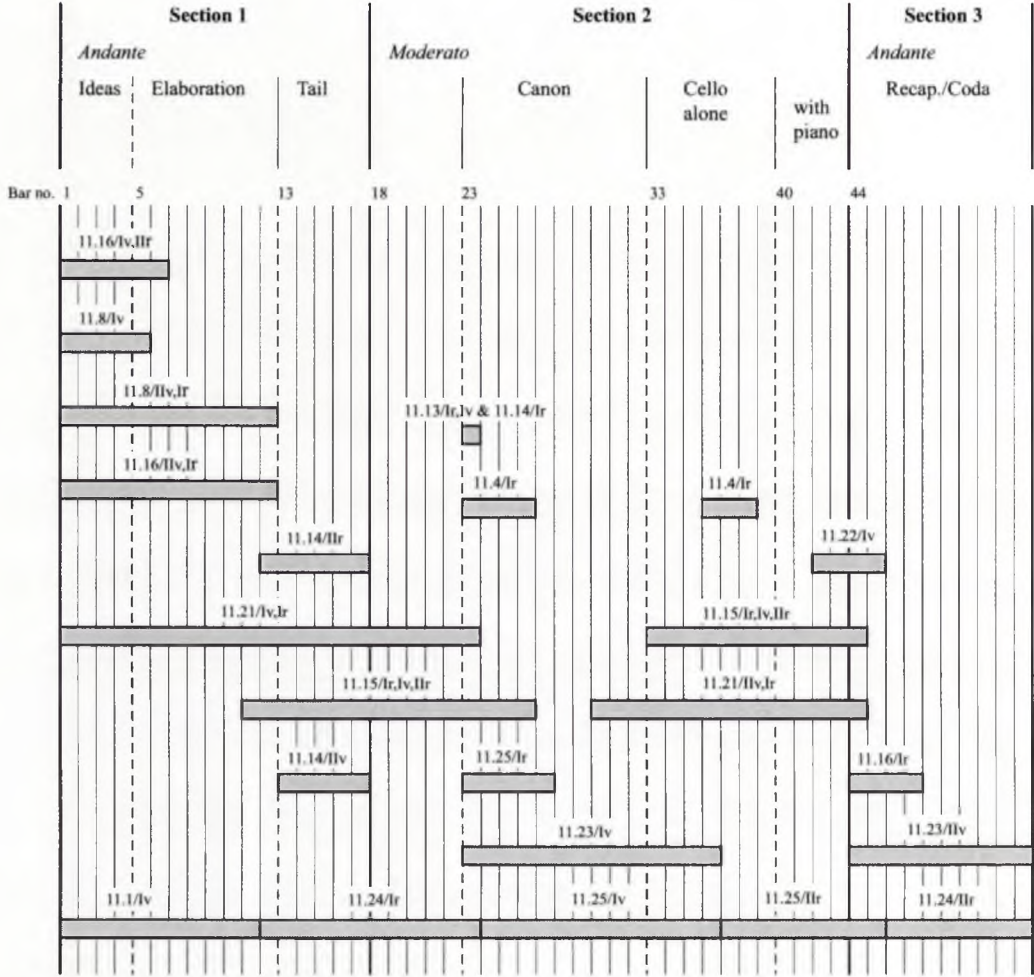 Section 1 Section 2 Section 3
Andante Moderato Andante
Ideas Elaboration Tail Canon Cello alone with piano Recap./Coda
Bar no. 1 5 13 18 23 33 40 44
11.16/Iv,IIr
11.8/Iv
11.8/IIv,Ir
11.13/Ir,Iv & 11.14/Ir
11.16/IIv,Ir
11.4/Ir 11.4/Ir
11.14/IIr 11.22/Iv
11.21/Iv,Ir 11.15/Ir,Iv,IIr
11.15/Ir,Iv,IIr 11.21/IIv,Ir
11.14/IIv 11.25/Ir 11.16/Ir
11.23/Iv 11.23/IIv
11.1/Iv 11.24/Ir 11.25/Iv 11.25/IIr 11.24/IIr